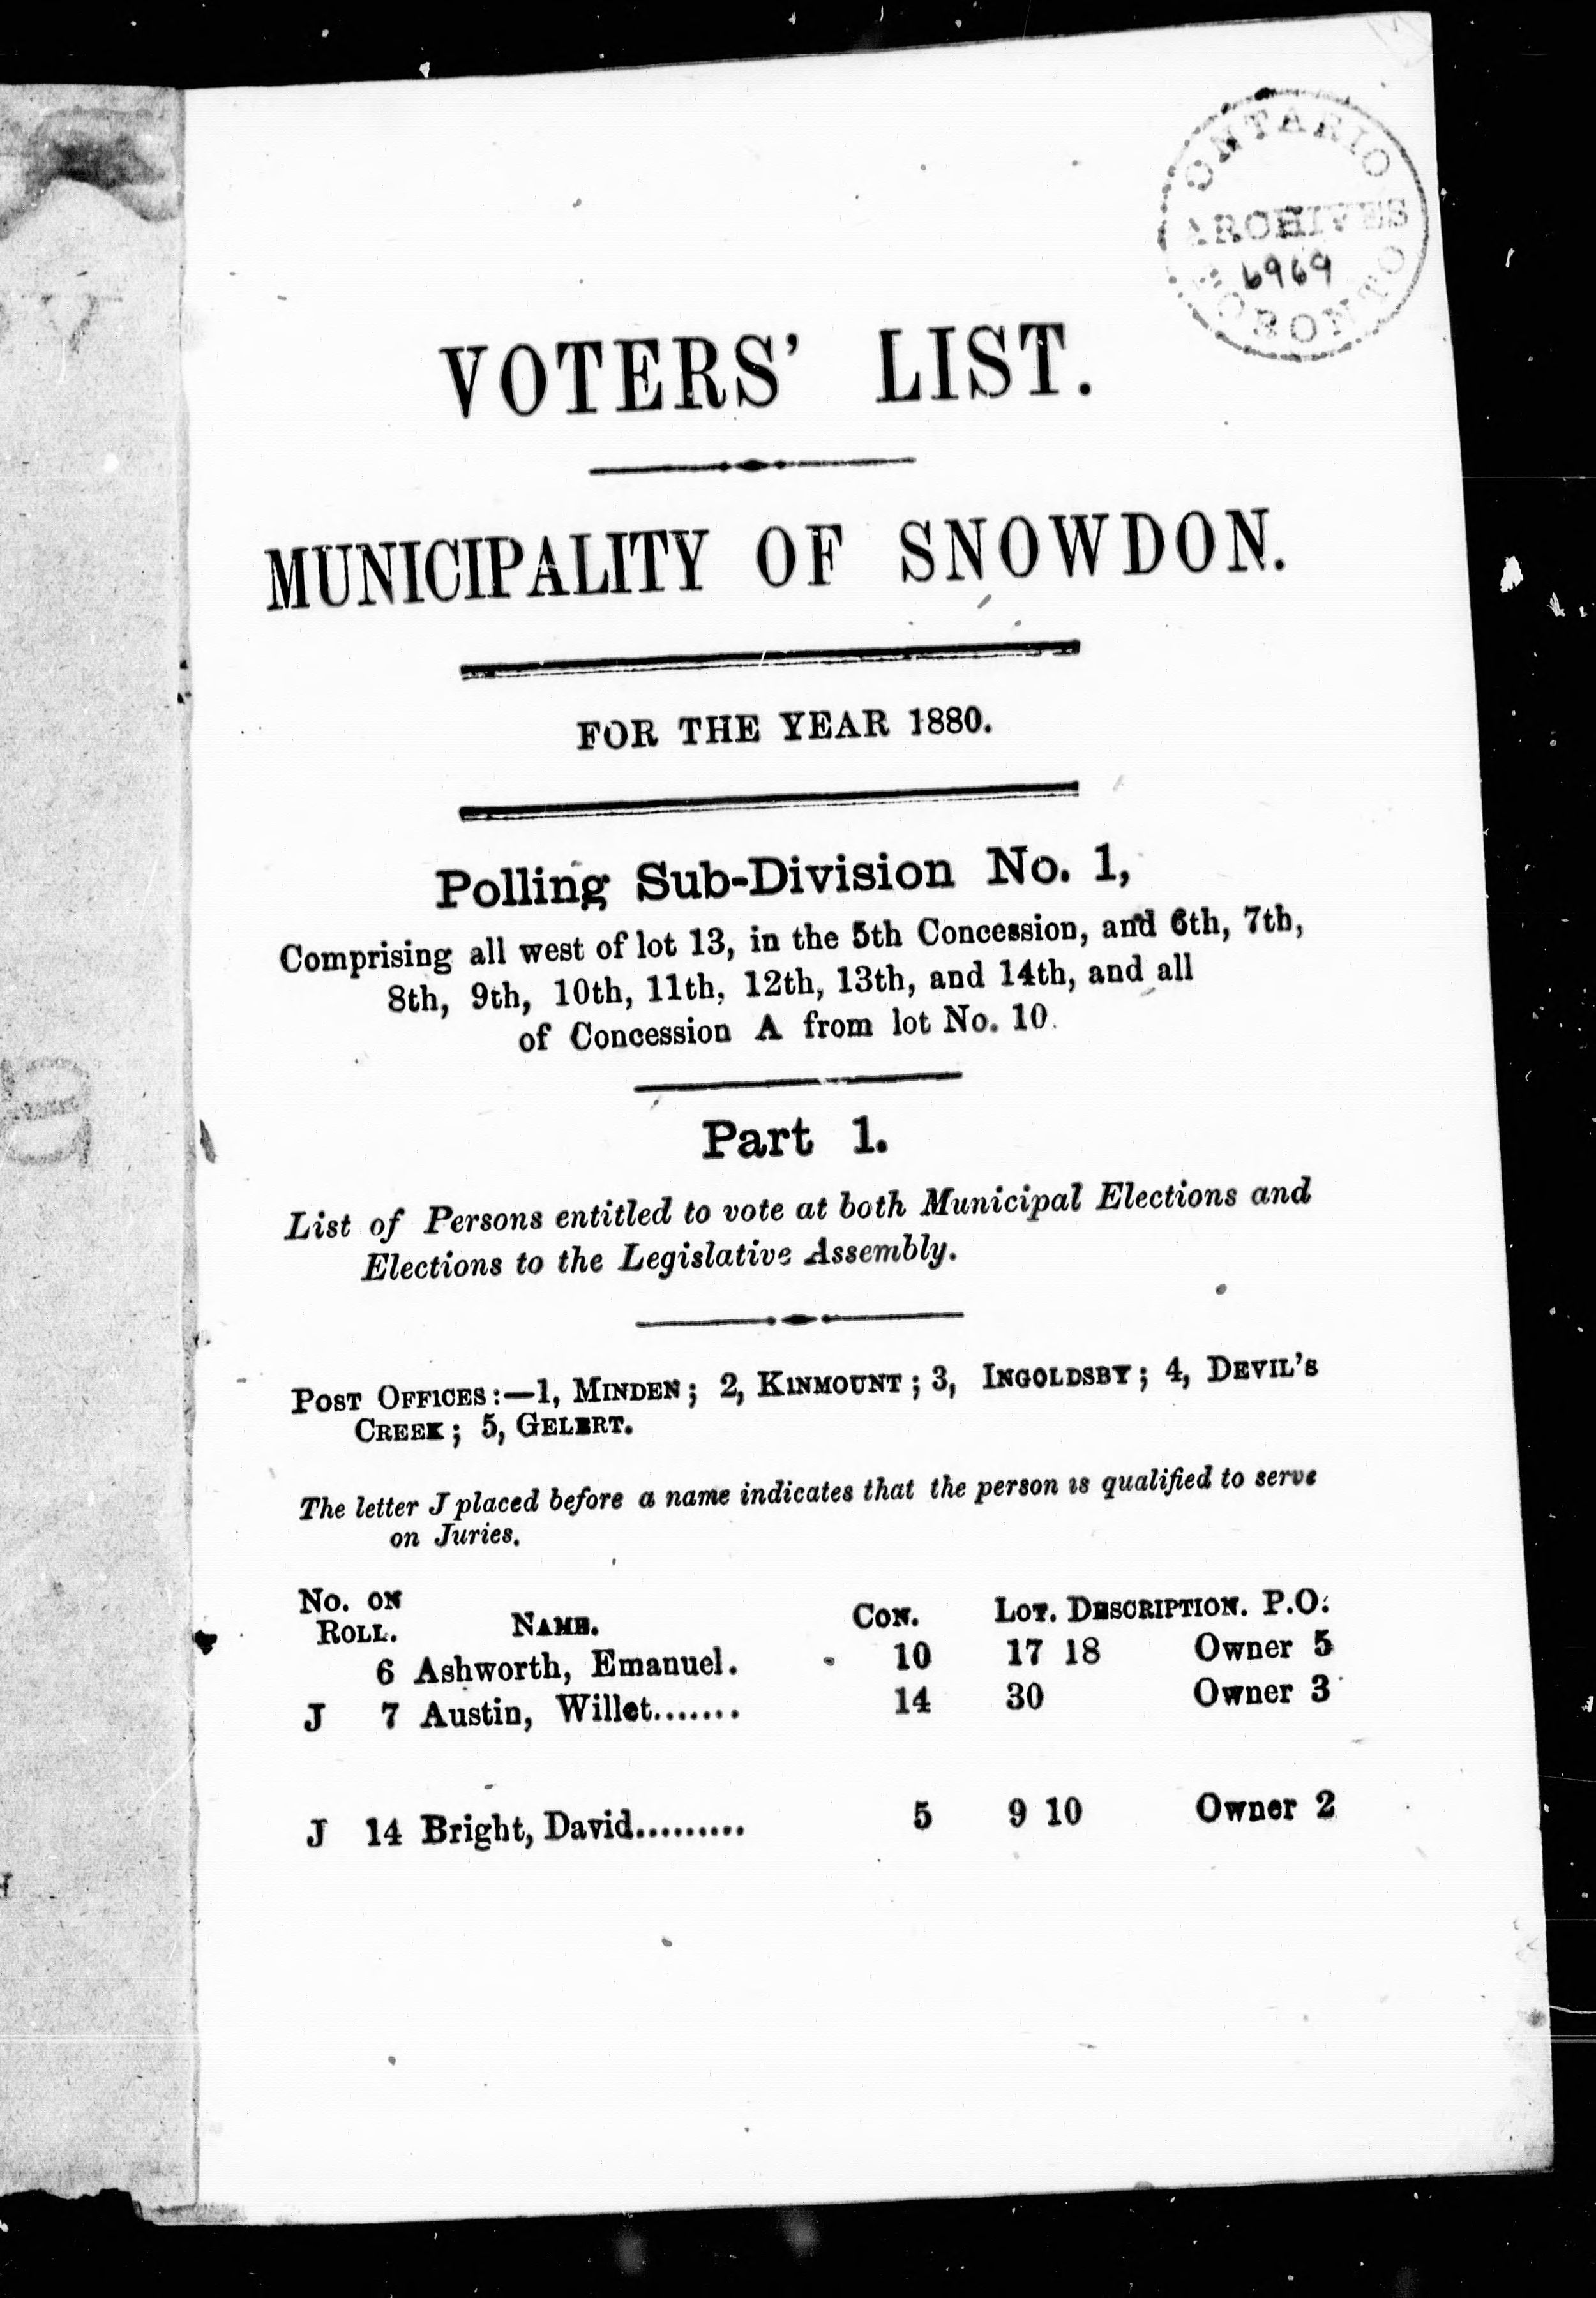 ONTARIO
ARCHIVES
6969
TORONTO
VOTERS' LIST.
MUNICIPALITY OF SNOWDON.
FOR THE YEAR 1880.
Polling Sub-Division No. 1,
Comprising all west of lot 13, in the 5th Concession, and 6th, 7th,
8th, 9th, 10th, 11th, 12th, 13th, and 14th, and all
of Concession A from lot No. 10.
Part 1.
List of Persons entitled to vote at both Municipal Elections and
Elections to the Legislative Assembly.
POST OFFICES:—1, MINDEN; 2, KINMOUNT; 3, INGOLDSBY; 4, DEVIL'S
CREEK; 5, GELERT.
The letter J placed before a name indicates that the person is qualified to serve
on Juries.
NO. ON
ROLL. NAME. CON. LOT. DESCRIPTION. P.O.
6 Ashworth, Emanuel. 10 17 18 Owner 5
J 7 Austin, Willet....... 14 30 Owner 3
J 14 Bright, David......... 5 9 10 Owner 2